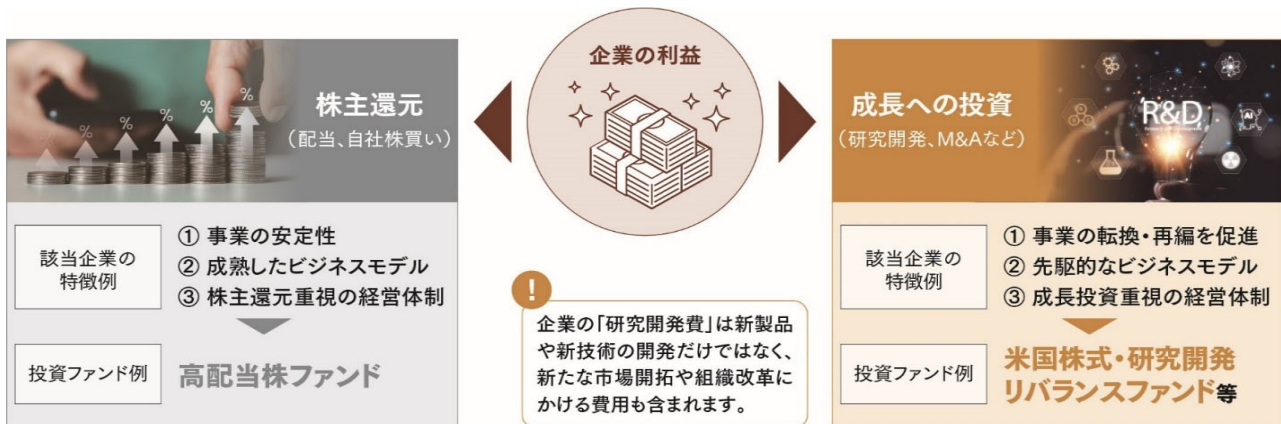 企業の利益
%
%
%
%
%
%
株主還元
（配当、自社株買い）
該当企業の
特徴例
① 事業の安定性
② 成熟したビジネスモデル
③ 株主還元重視の経営体制
投資ファンド例
高配当株ファンド
!
企業の「研究開発費」は新製品
や新技術の開発だけではなく、
新たな市場開拓や組織改革に
かける費用も含まれます。
成長への投資
（研究開発、M&Aなど）
R&D
AI
該当企業の
特徴例
① 事業の転換・再編を促進
② 先駆的なビジネスモデル
③ 成長投資重視の経営体制
投資ファンド例
米国株式・研究開発
リバランスファンド等